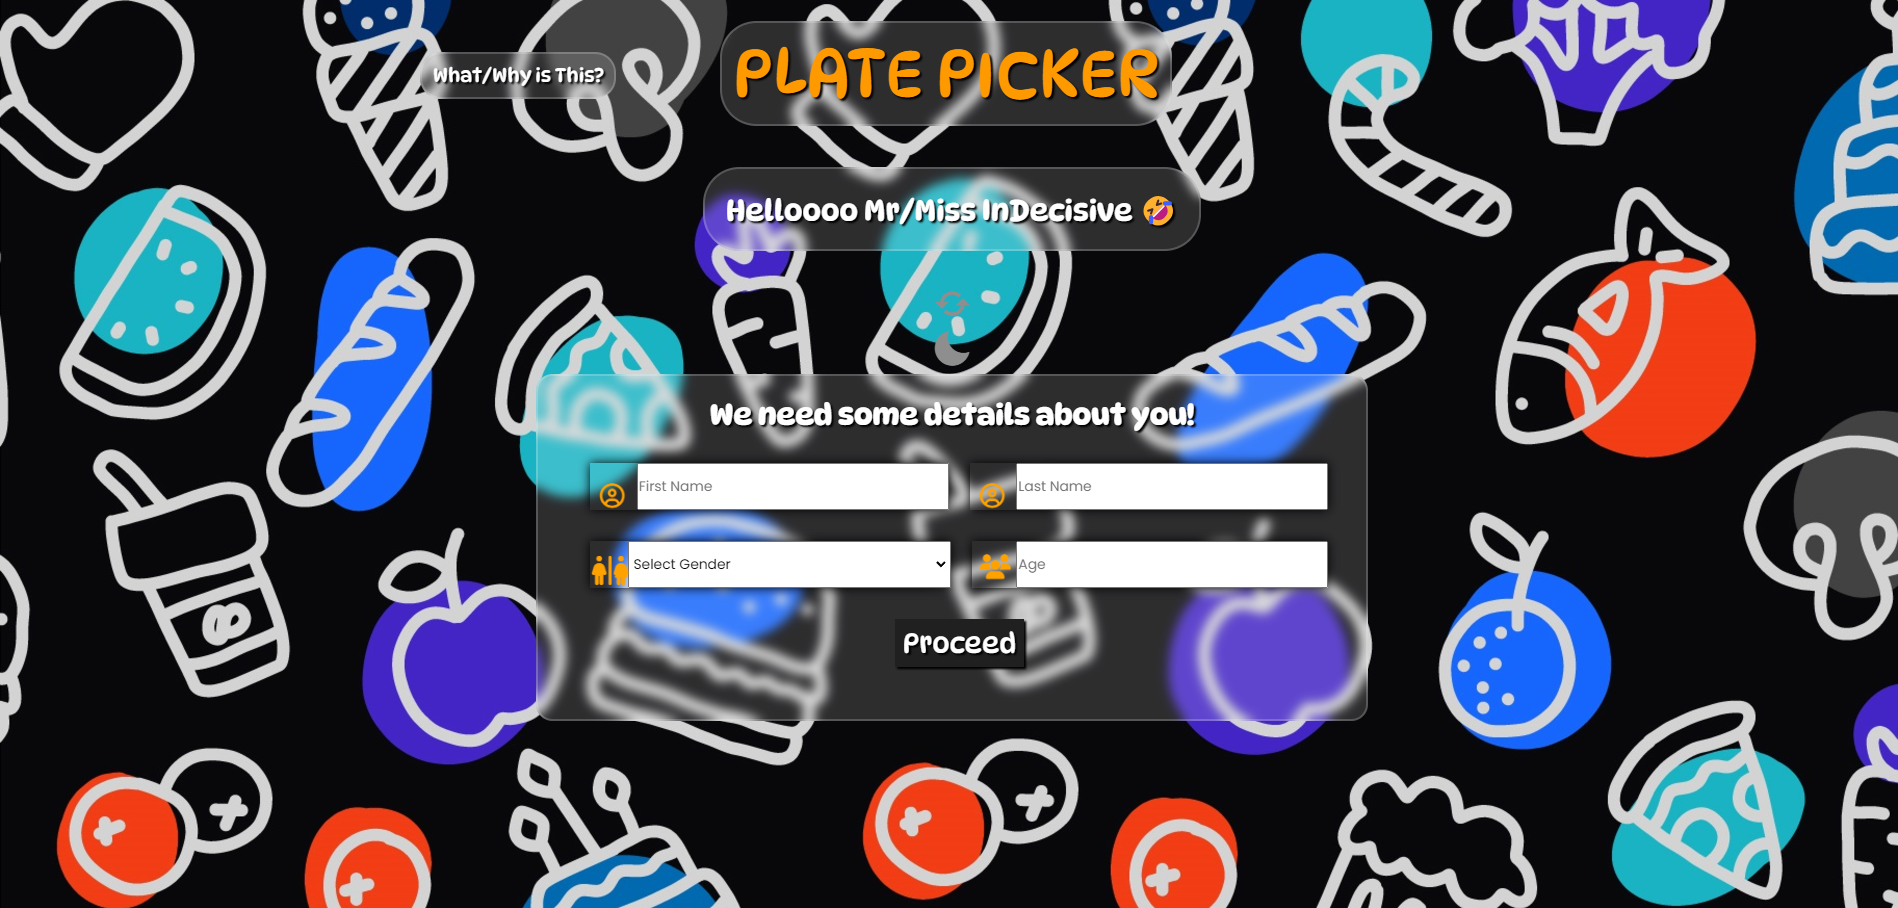 What/Why is This?
PLATE PICKER
Helloooo Mr/Miss InDecisive 🤣
We need some details about you!
First Name
Last Name
Select Gender
Age
Proceed